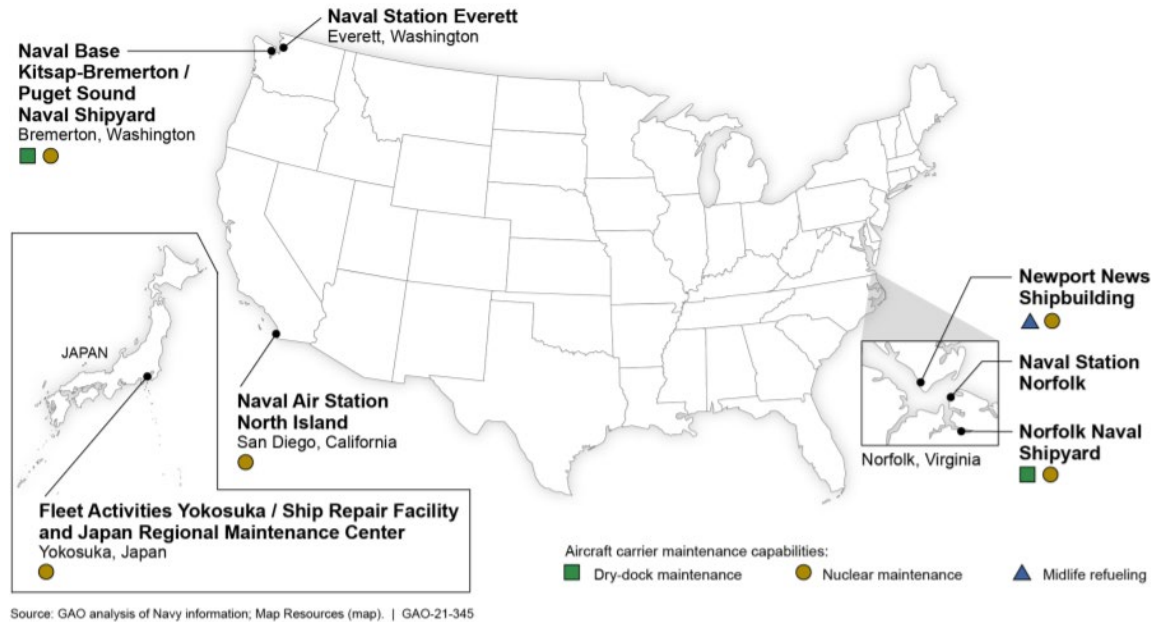 Naval Station Everett
Everett, Washington
Naval Base
Kitsap-Bremerton /
Puget Sound
Naval Shipyard
Bremerton, Washington
JAPAN
Naval Air Station
North Island
San Diego, California
Newport News
Shipbuilding
Naval Station
Norfolk
Norfolk Naval
Shipyard
Norfolk, Virginia
Fleet Activities Yokosuka / Ship Repair Facility
and Japan Regional Maintenance Center
Yokosuka, Japan
Aircraft carrier maintenance capabilities:
Dry-dock maintenance
Nuclear maintenance
Midlife refueling
Source: GAO analysis of Navy information; Map Resources (map). | GAO-21-345